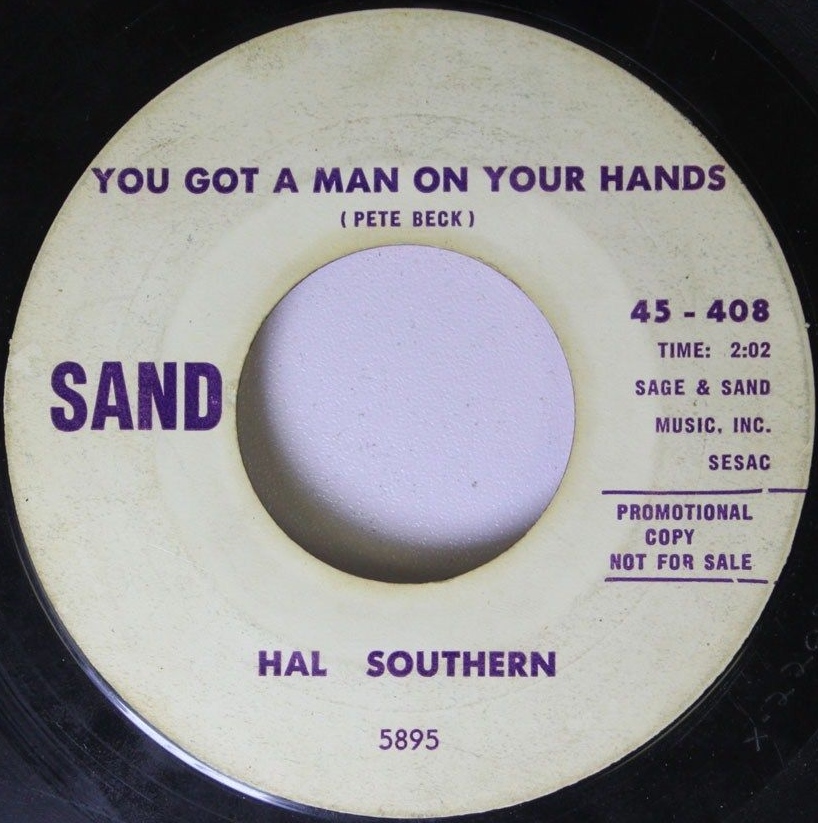 YOU GOT A MAN ON YOUR HANDS
( PETE BECK )
45 - 408
TIME: 2:02
SAND
SAGE & SAND
MUSIC, INC.
SESAC
PROMOTIONAL
COPY
NOT FOR SALE
HAL SOUTHERN
5895